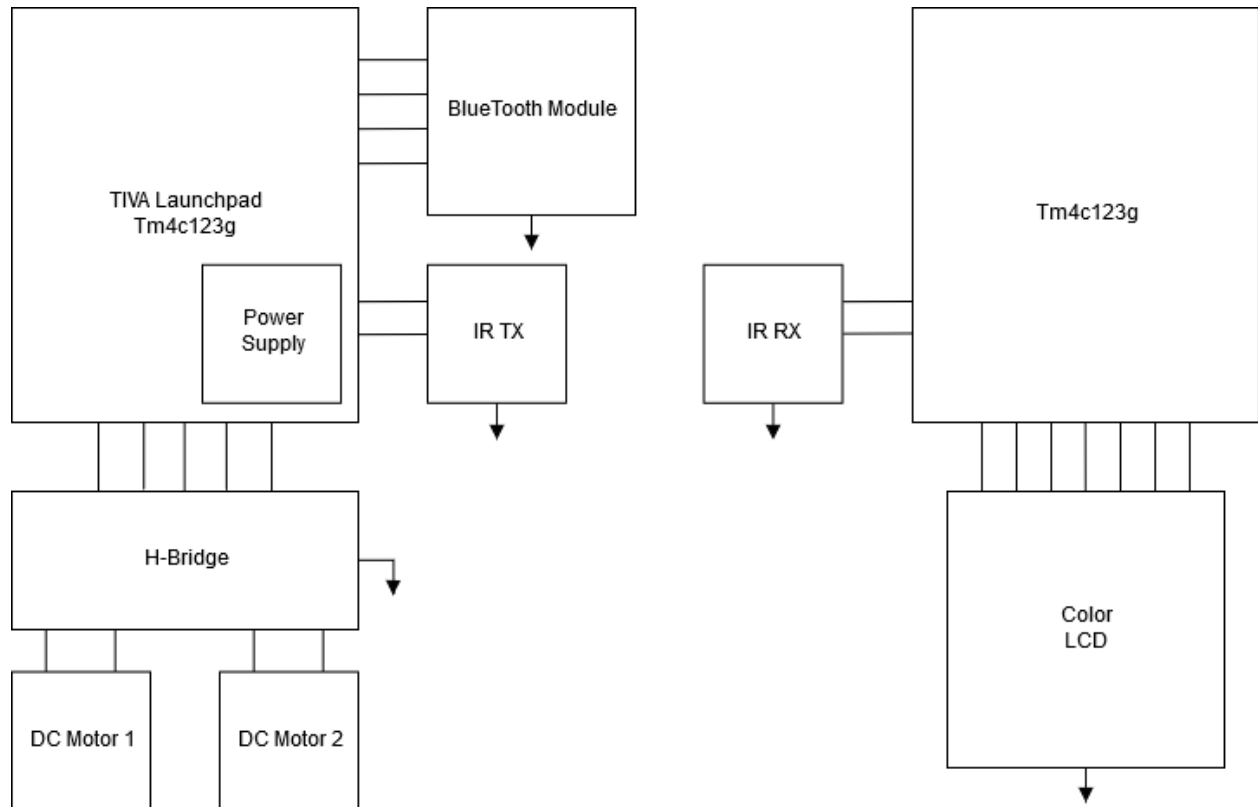 BlueTooth Module
TIVA Launchpad
Tm4c123g
Tm4c123g
Power
Supply
IR TX
IR RX
H-Bridge
Color
LCD
DC Motor 1
DC Motor 2